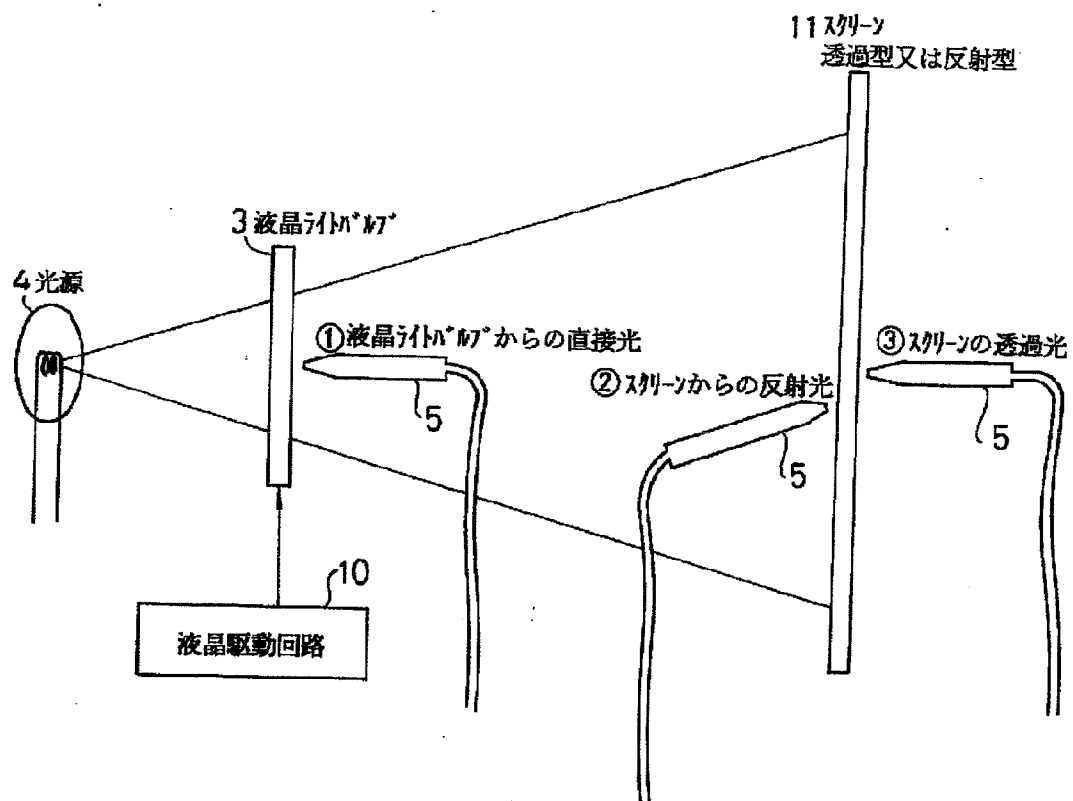 11 ｽｸﾘｰﾝ
透過型又は反射型
3 液晶ﾗｲﾄﾊﾞﾙﾌﾞ
4 光源
①液晶ﾗｲﾄﾊﾞﾙﾌﾞからの直接光
③ｽｸﾘｰﾝの透過光
②ｽｸﾘｰﾝからの反射光
5
5
5
10
液晶駆動回路